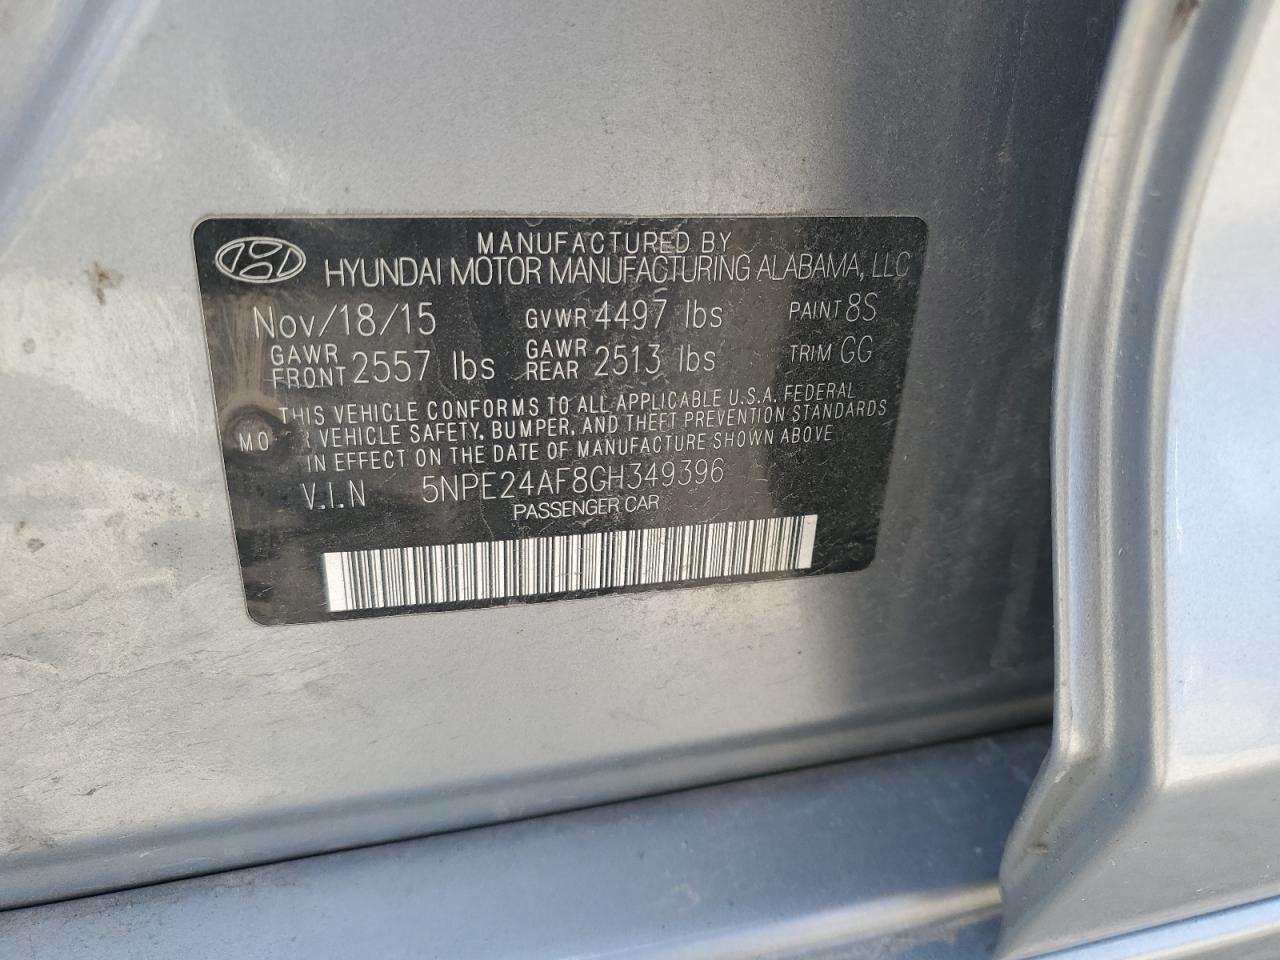 MANUFACTURED BY
HYUNDAI MOTOR MANUFACTURING ALABAMA, LLC
Nov/18/15 GVWR 4497 lbs PAINT 8S
GAWR FRONT 2557 lbs GAWR REAR 2513 lbs TRIM GG
THIS VEHICLE CONFORMS TO ALL APPLICABLE U.S.A. FEDERAL
VEHICLE SAFETY, BUMPER, AND THEFT PREVENTION STANDARDS
IN EFFECT ON THE DATE OF MANUFACTURE SHOWN ABOVE
V.I.N 5NPE24AF8GH349396
PASSENGER CAR